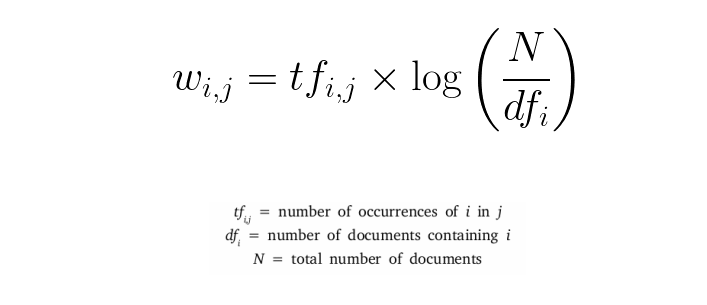 w_{i,j} = tf_{i,j} × log(N/df_i)
tf_{i,j} = number of occurrences of i in j
df_i = number of documents containing i
N = total number of documents